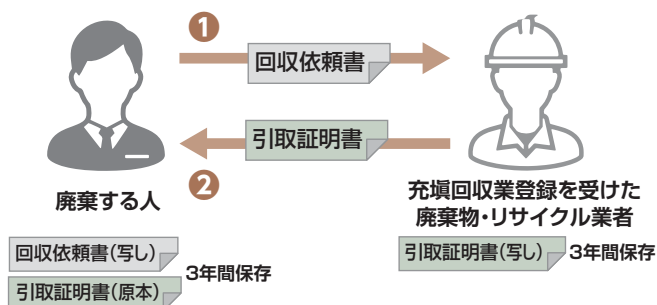 ❶
回収依頼書
引取証明書
❷
廃棄する人
充塡回収業登録を受けた
廃棄物・リサイクル業者
回収依頼書(写し)
引取証明書(原本)
3年間保存
引取証明書(写し)
3年間保存